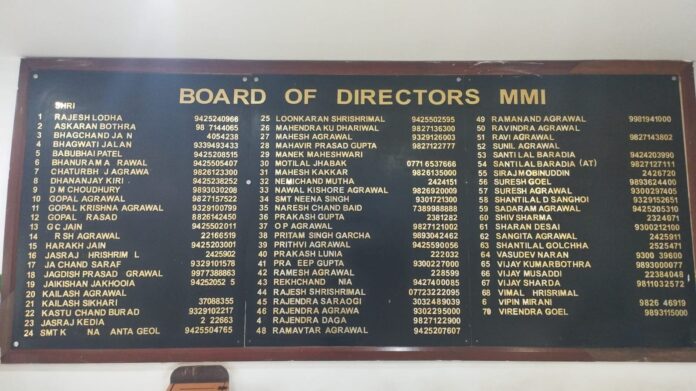 BOARD OF DIRECTORS MMI
SHRI
1 RAJESH LODHA 9425240966
2 ASKARAN BOTHRA 98 7144065
3 BHAGCHAND JA N 4054238
4 BHAGWATI JALAN 9339493433
5 BABUBHAI PATEL 9425208515
6 BHANURAM A RAWAL 9425505407
7 CHATURBH J AGRAWA 9826123300
8 DHANANJAY KIRI 9425238252
9 D M CHOUDHURY 9893030208
10 GOPAL AGRAWAL 9827157522
11 GOPAL KRISHNA AGRAWAL 9329100799
12 GOPAL RASAD 8826142450
13 G C JAIN 9425502011
14 R SH AGRAWAL 22166519
15 HARAKH JAIN 9425203001
16 JASRAJ HRISHRIM L 2425902
17 JA CHAND SARAF 9329101578
18 JAGDISH PRASAD GRAWAL 9977388863
19 JAIKISHAN JAKHOOIA 94252052 5
20 KAILASH AGRAWAL
21 KAILASH SIKHARI 37088355
22 KASTU CHAND BURAD 9329102217
23 JASRAJ KEDIA 2 22663
24 SMT K NA ANTA GEOL 9425504765
25 LOONKARAN SHRISHRIMAL 9425502595
26 MAHENDRA KU DHARIWAL 9827136300
27 MAHESH AGRAWAL 9329126003
28 MAHAVIR PRASAD GUPTA 9827122777
29 MANEK MAHESHWARI
30 MOTILAL JHABAK 0771 6537666
31 MAHESH KAKKAR 9826135000
32 NEMICHAND MUTHA 2424151
33 NAWAL KISHORE AGRAWAL 9826920009
34 SMT NEENA SINGH 9301721300
35 NARESH CHAND BAID 7389988888
36 PRAKASH GUPTA 2381282
37 O P AGRAWAL 9827121002
38 PRITAM SINGH GARCHA 9893042462
39 PRITHVI AGRAWAL 9425590056
40 PRAKASH LUNIA 222032
41 PRA EEP GUPTA 9300227000
42 RAMESH AGRAWAL 228599
43 REKHCHAND NIA 9427400085
44 RAJESH SHRISHRIMAL 07723222095
45 RAJENDRA SARAOGI 3032489039
46 RAJENDRA AGRAWA 9302295000
4 RAJENDRA DAGA 9827122900
48 RAMAVTAR AGRAWAL 9425207607
49 RAMANAND AGRAWAL 9981941000
50 RAVINDRA AGRAWAL
51 RAVI AGRAWAL 9827143802
52 SUNIL AGRAWAL
53 SANTI LAL BARADIA 9424203990
54 SANTILAL BARADIA (AT) 9827127111
55 SIRAJ MOBINUDDIN 2426720
56 SURESH GOEL 9893624400
57 SURESH AGRAWAL 9300297405
58 SHANTILAL D SANGHOI 9329152651
59 SADARAM AGRAWAL 9425205310
60 SHIV SHARMA 2324071
61 SHARAN DESAI 9300212100
62 SANGITA AGRAWAL 2425911
63 SHANTILAL GOLCHHA 2525471
64 VASUDEV NARAN 9300 39600
65 VIJAY KUMAR BOTHRA 9893000677
66 VIJAY MUSADDI 22384048
67 VIJAY SHARDA 9811032572
68 VIMAL HRISRIMAL
6 VIPIN MIRANI 9826 46919
70 VIRENDRA GOEL 9893115000